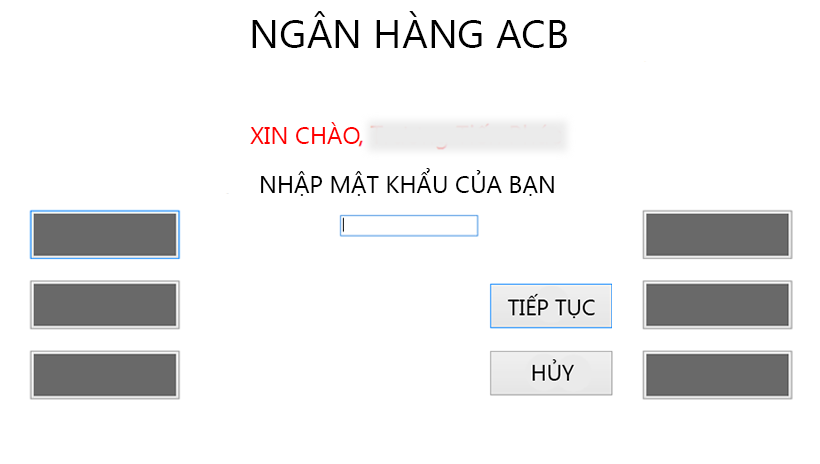 NGÂN HÀNG ACB
XIN CHÀO,
NHẬP MẬT KHẨU CỦA BẠN
TIẾP TỤC
HỦY